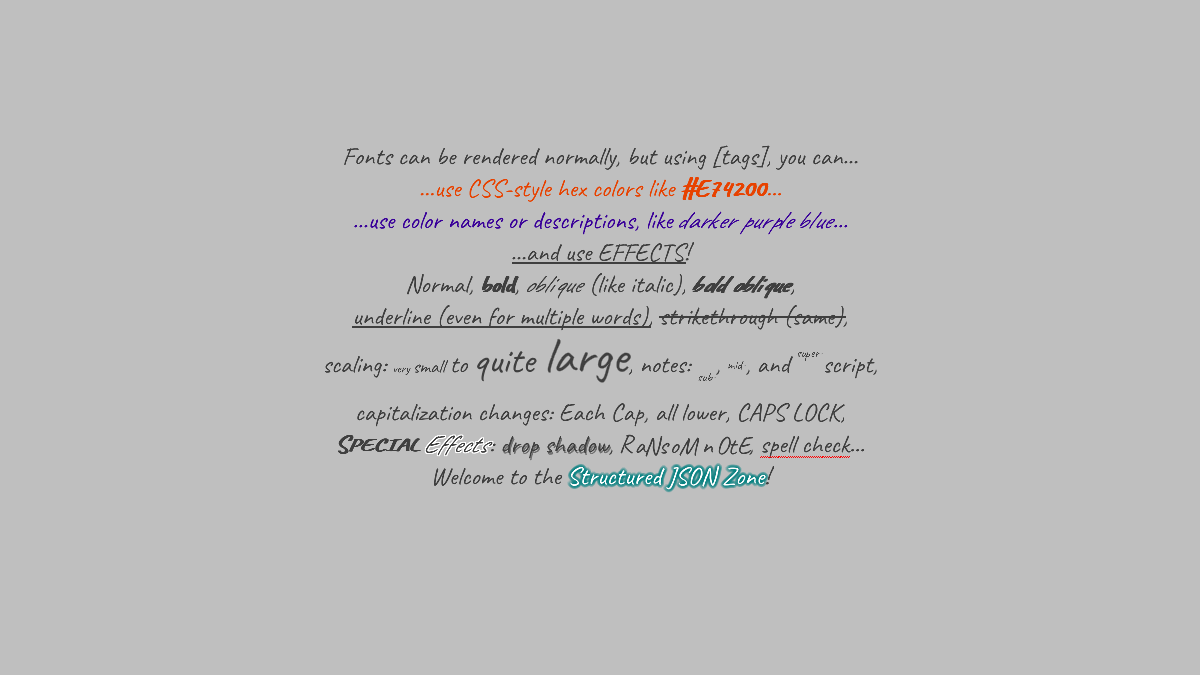 Fonts can be rendered normally, but using [tags], you can...
...use CSS-style hex colors like #E74200...
...use color names or descriptions, like darker purple blue...
...and use EFFECTS!
Normal, bold, oblique (like italic), bold oblique,
underline (even for multiple words), strikethrough (same),
scaling: very small to quite large, notes: sub, mid, and super script,
capitalization changes: Each Cap, all lower, CAPS LOCK,
SPECIAL Effects: drop shadow, RaNsoM nOtE, spell check...
Welcome to the Structured JSON Zone!